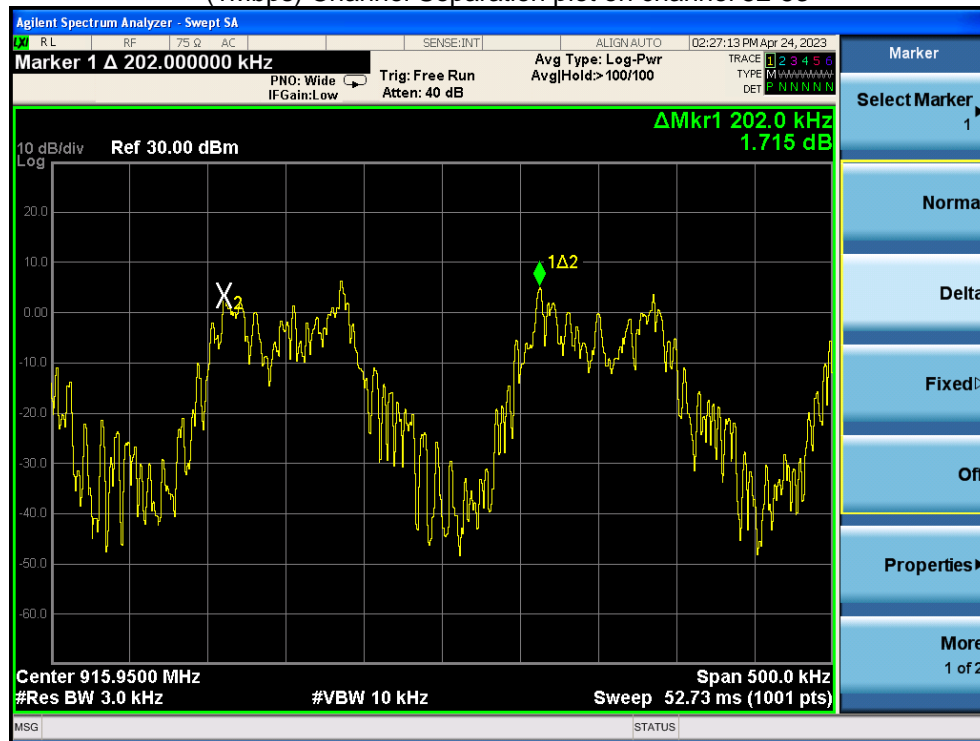 Agilent Spectrum Analyzer - Swept SA
LXI RL RF 75 Ω AC SENSE:INT ALIGN AUTO 02:27:13 PM Apr 24, 2023
Marker 1 Δ 202.000000 kHz
PNO: Wide
IFGain:Low
Trig: Free Run
Atten: 40 dB
Avg Type: Log-Pwr
Avg|Hold:>100/100
TRACE 1 2 3 4 5 6
TYPE M WWWWW
DET P N N N N N
ΔMkr1 202.0 kHz
1.715 dB
10 dB/div Ref 30.00 dBm
Log
20.0
10.0
0.00
-10.0
-20.0
-30.0
-40.0
-50.0
-60.0
X2
1Δ2
Center 915.9500 MHz
Span 500.0 kHz
#Res BW 3.0 kHz
#VBW 10 kHz
Sweep 52.73 ms (1001 pts)
MSG
STATUS
Marker
Select Marker
1
Norma
Delta
Fixed
Off
Properties
More
1 of 2